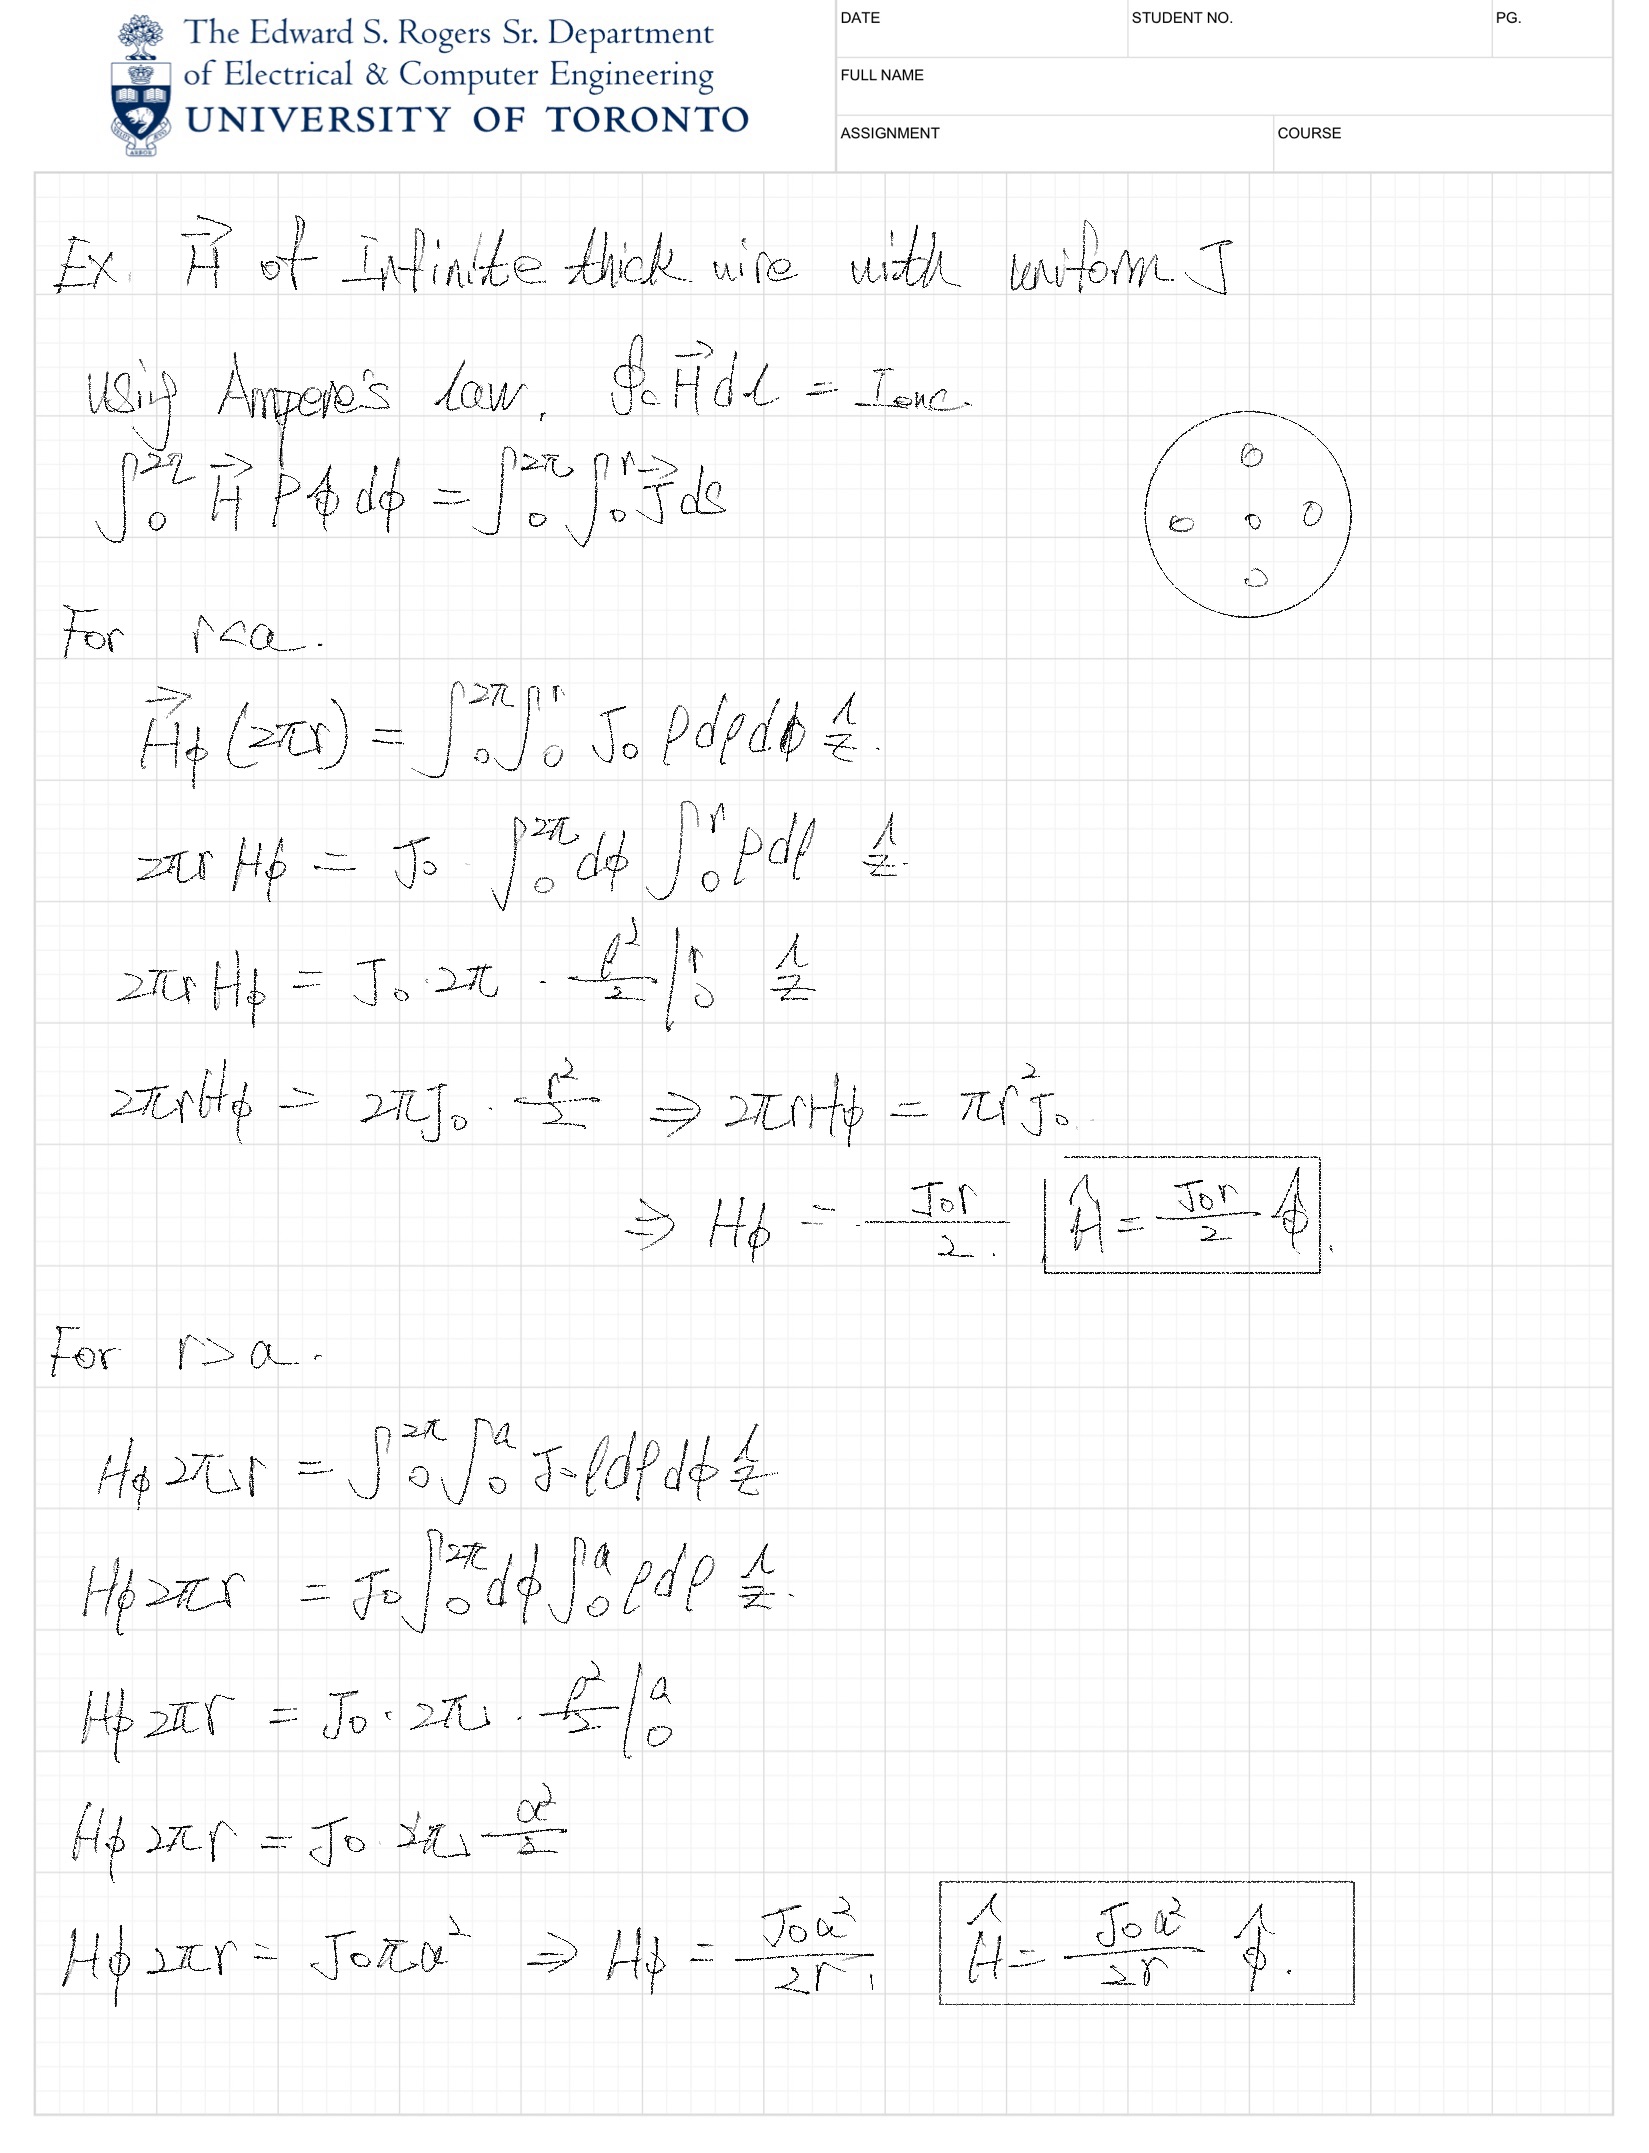 The Edward S. Rogers Sr. Department
of Electrical & Computer Engineering
UNIVERSITY OF TORONTO
DATE
STUDENT NO.
PG.
FULL NAME
ASSIGNMENT
COURSE
Ex. H⃗ of Infinite thick wire with uniform J
Using Ampere's law, ∮c H⃗ dl = Ienc.
∫₀^2π H⃗ ρ φ̂ dφ = ∫₀^2π ∫₀^r J⃗ ds
For r<a.
H⃗φ (2πr) = ∫₀^2π ∫₀^r J₀ ρ dρ dφ ẑ.
2πr Hφ = J₀ · ∫₀^2π dφ ∫₀^r ρ dρ ẑ.
2πr Hφ = J₀ · 2π · ρ²/2 |₀^r ẑ
2πr Hφ = 2πJ₀ · r²/2 ⇒ 2πr Hφ = πr² J₀.
⇒ Hφ = J₀r/2. Ĥ = J₀r/2 φ̂.
For r>a.
Hφ 2πr = ∫₀^2π ∫₀^a J₀ ρ dρ dφ ẑ
Hφ 2πr = J₀ ∫₀^2π dφ ∫₀^a ρ dρ ẑ.
Hφ 2πr = J₀ · 2π · ρ²/2 |₀^a
Hφ 2πr = J₀ · 2π · a²/2
Hφ 2πr = J₀πa² ⇒ Hφ = J₀a²/2r, Ĥ = J₀a²/2r φ̂.